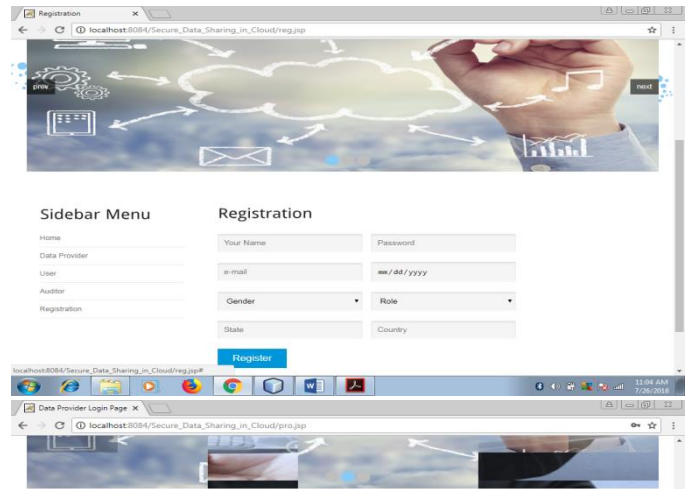 Registration
localhost:8084/Secure_Data_Sharing_in_Cloud/reg.jsp
prev
next
Sidebar Menu
Home
Data Provider
User
Auditor
Registration
Registration
Your Name Password
e-mail mm/dd/yyyy
Gender Role
State Country
Register
localhost:8084/Secure_Data_Sharing_in_Cloud/reg.jsp#
11:04 AM
7/26/2018
Data Provider Login Page
localhost:8084/Secure_Data_Sharing_in_Cloud/pro.jsp